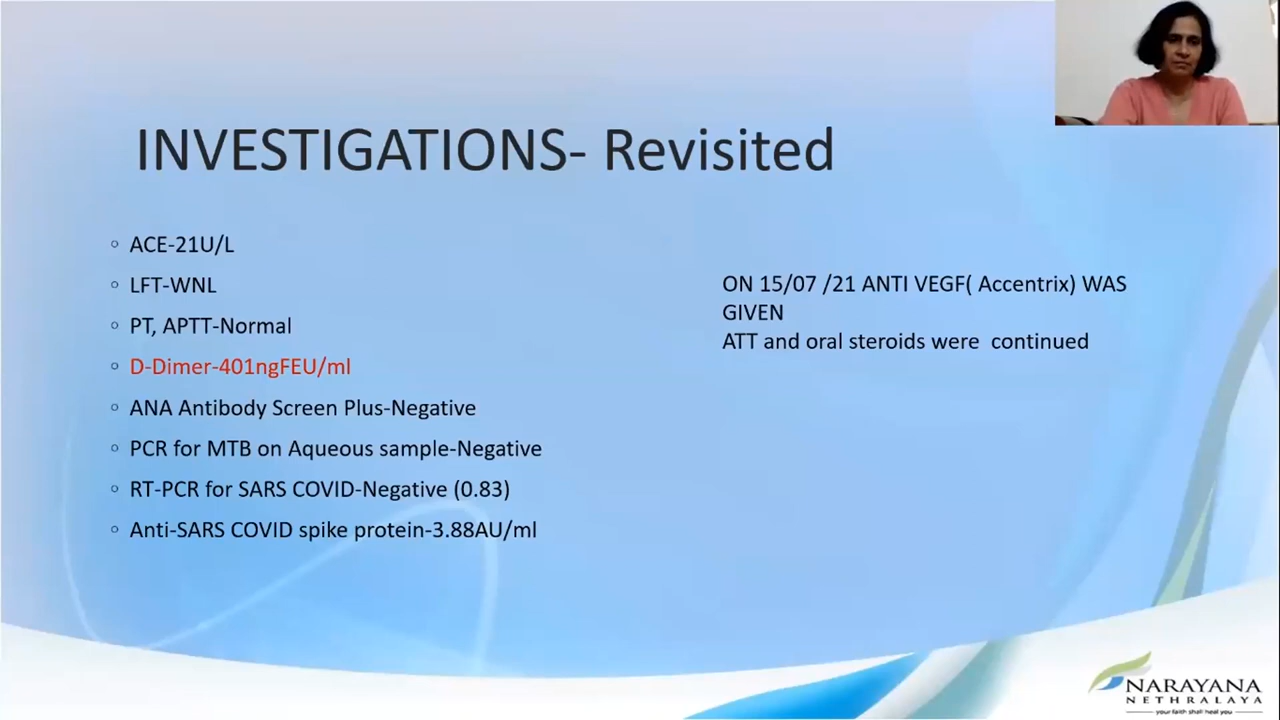 INVESTIGATIONS- Revisited
ACE-21U/L
LFT-WNL
PT, APTT-Normal
D-Dimer-401ngFEU/ml
ANA Antibody Screen Plus-Negative
PCR for MTB on Aqueous sample-Negative
RT-PCR for SARS COVID-Negative (0.83)
Anti-SARS COVID spike protein-3.88AU/ml
ON 15/07 /21 ANTI VEGF( Accentrix) WAS
GIVEN
ATT and oral steroids were continued
NARAYANA
NETHRALAYA
your faith shall heal you